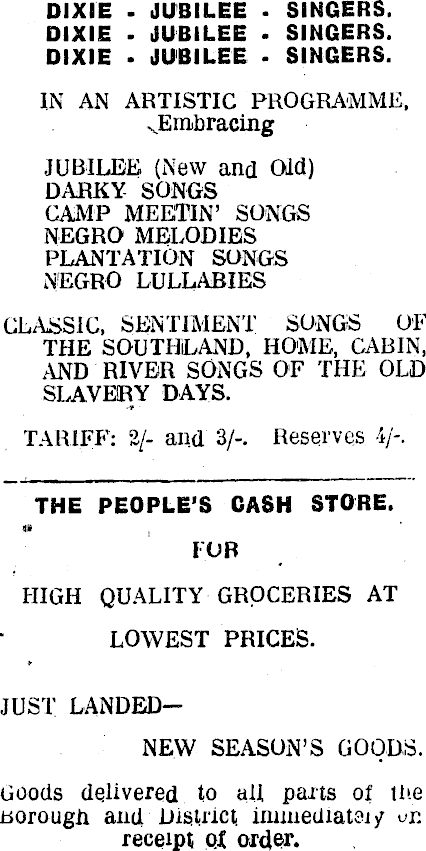 DIXIE - JUBILEE - SINGERS.
DIXIE - JUBILEE - SINGERS.
DIXIE - JUBILEE - SINGERS.
IN AN ARTISTIC PROGRAMME,
Embracing
JUBILEE (New and Old)
DARKY SONGS
CAMP MEETIN' SONGS
NEGRO MELODIES
PLANTATION SONGS
NEGRO LULLABIES
CLASSIC, SENTIMENT SONGS OF
THE SOUTHLAND, HOME, CABIN,
AND RIVER SONGS OF THE OLD
SLAVERY DAYS.
TARIFF: 2/- and 3/-. Reserves 4/-.
THE PEOPLE'S CASH STORE.
FOR
HIGH QUALITY GROCERIES AT
LOWEST PRICES.
JUST LANDED—
NEW SEASON'S GOODS.
Goods delivered to all parts of the
Borough and District immediately on
receipt of order.